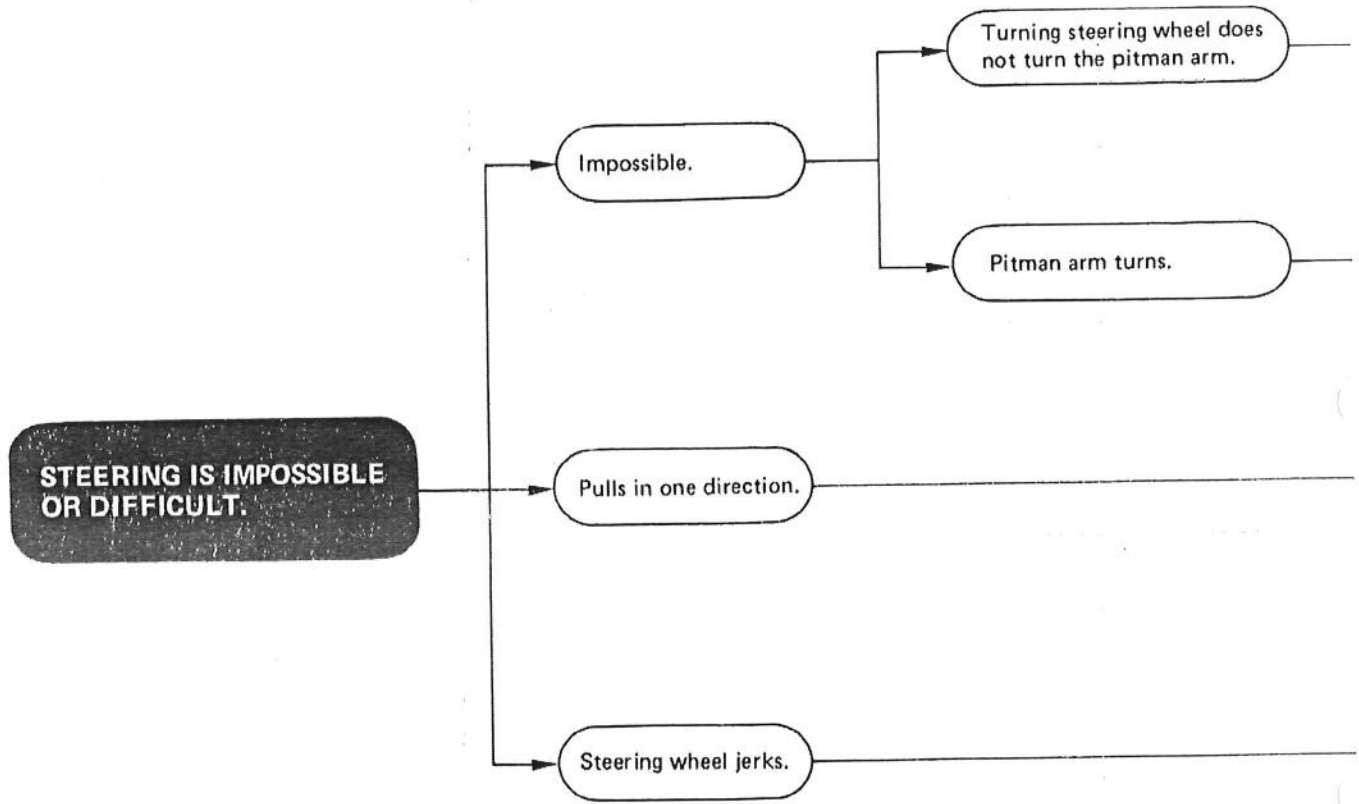 Turning steering wheel does
not turn the pitman arm.
Impossible.
Pitman arm turns.
STEERING IS IMPOSSIBLE
OR DIFFICULT.
Pulls in one direction.
Steering wheel jerks.